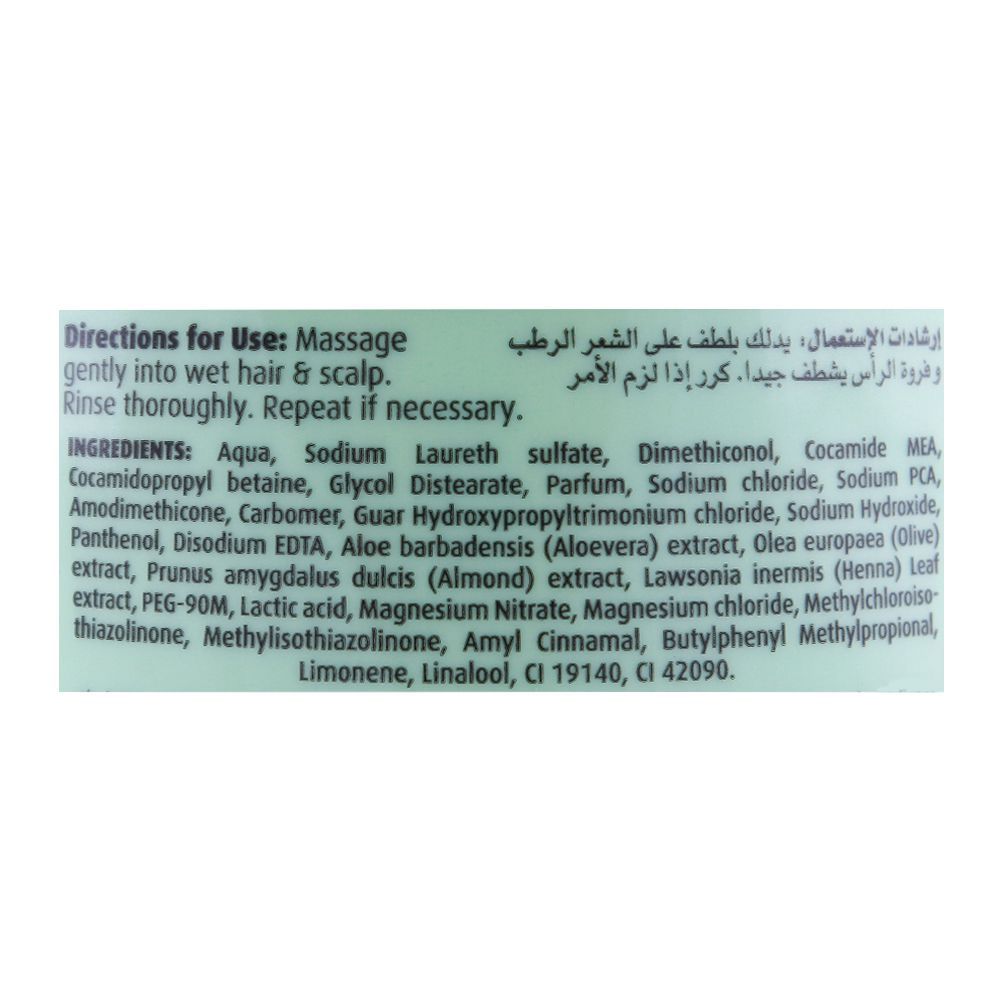 Directions for Use: Massage
gently into wet hair & scalp.
Rinse thoroughly. Repeat if necessary.
إرشادات الإستعمال: يدلك بلطف على الشعر الرطب
و فروة الرأس يشطف جيدا. كرر إذا لزم الأمر
INGREDIENTS: Aqua, Sodium Laureth sulfate, Dimethiconol, Cocamide MEA,
Cocamidopropyl betaine, Glycol Distearate, Parfum, Sodium chloride, Sodium PCA,
Amodimethicone, Carbomer, Guar Hydroxypropyltrimonium chloride, Sodium Hydroxide,
Panthenol, Disodium EDTA, Aloe barbadensis (Aloevera) extract, Olea europaea (Olive)
extract, Prunus amygdalus dulcis (Almond) extract, Lawsonia inermis (Henna) Leaf
extract, PEG-90M, Lactic acid, Magnesium Nitrate, Magnesium chloride, Methylchloroiso-
thiazolinone, Methylisothiazolinone, Amyl Cinnamal, Butylphenyl Methylpropional,
Limonene, Linalool, CI 19140, CI 42090.